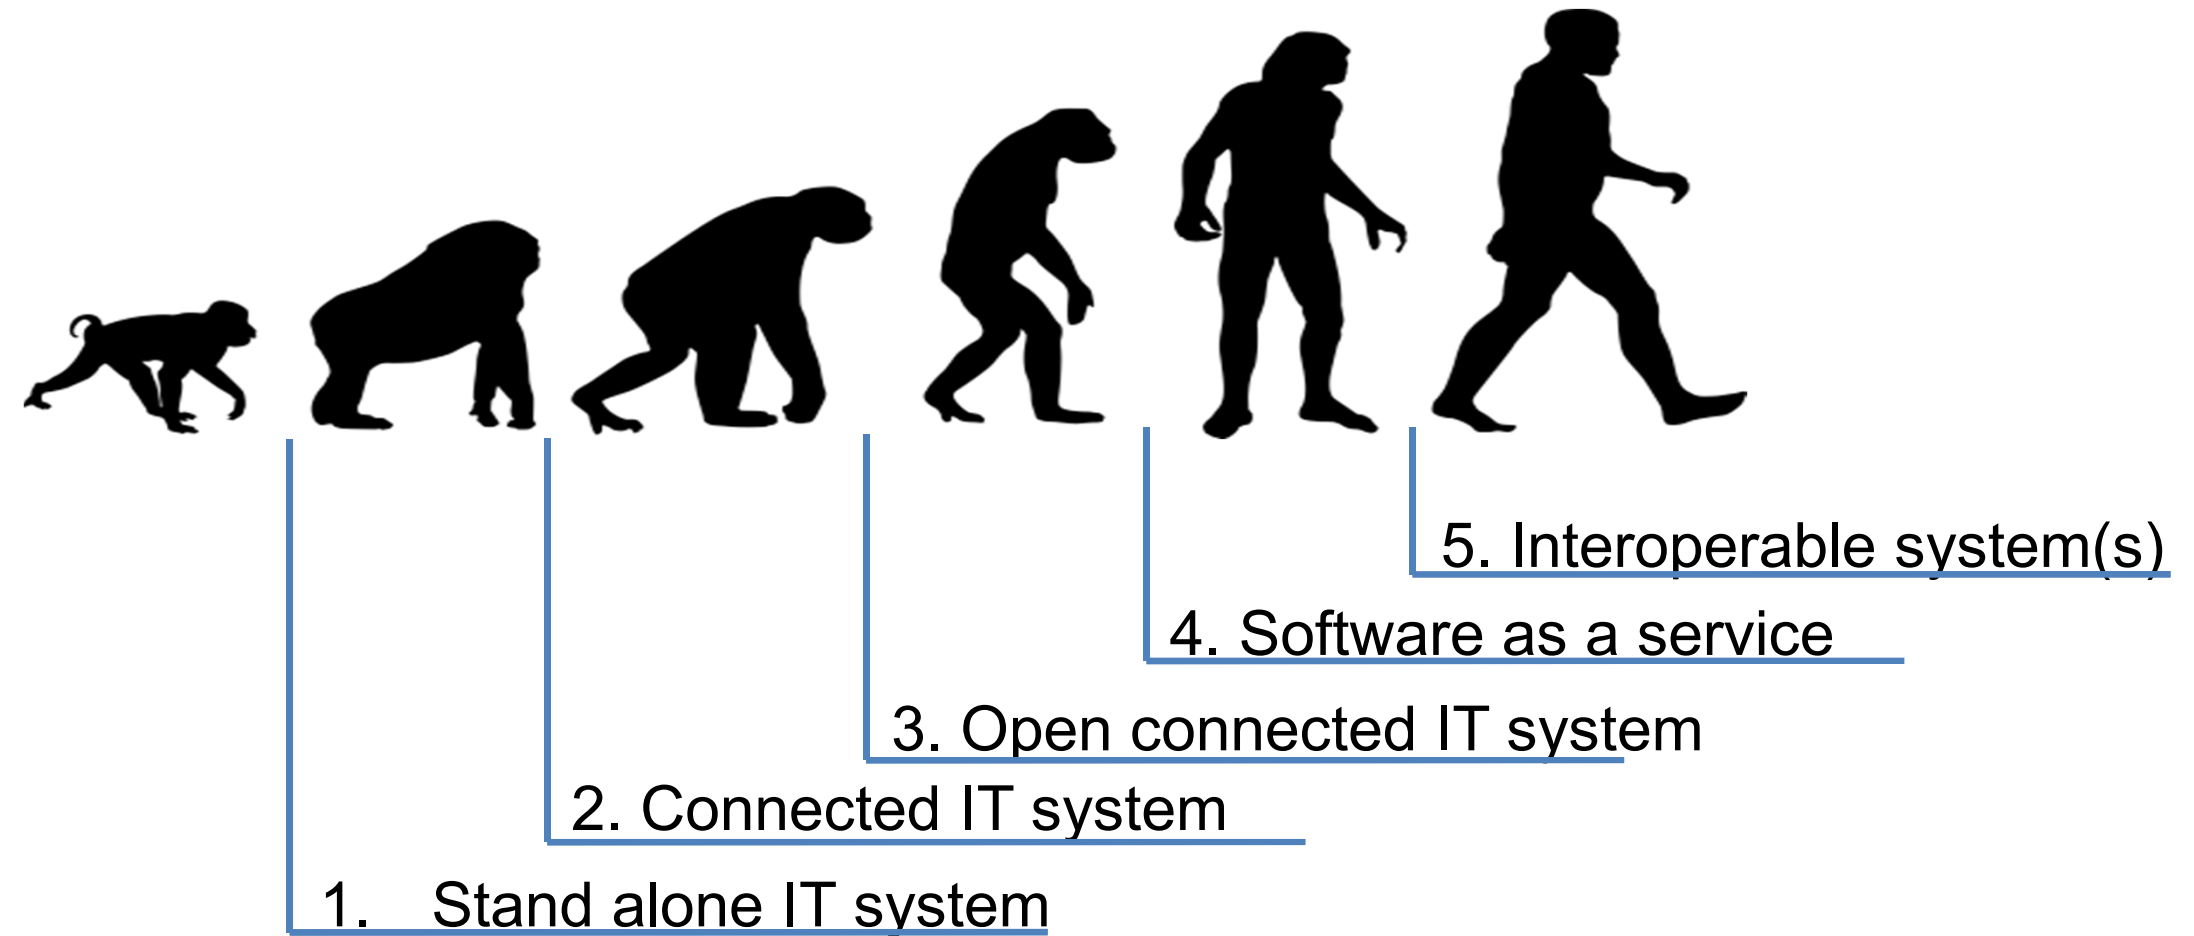 5. Interoperable system(s)
4. Software as a service
3. Open connected IT system
2. Connected IT system
1. Stand alone IT system